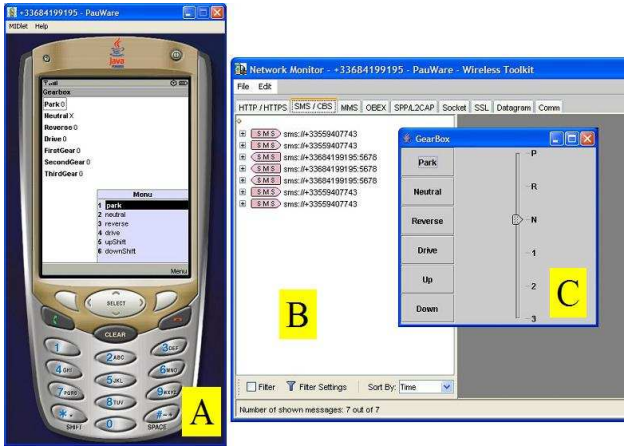 +33684199195 - PauWare
MIDlet Help
Java
Gearbox
Park 0
Neutral X
Reverse 0
Drive 0
FirstGear 0
SecondGear 0
ThirdGear 0
Menu
1 park
2 neutral
3 reverse
4 drive
5 upShift
6 downShift
Menu
SELECT
CLEAR
1
2 ABC
3 DEF
4 GHI
5 JKL
6 MNO
7 PQRS
8 TUV
9 WXYZ
*
0
#
SHIFT
SPACE
A
Network Monitor - +33684199195 - PauWare - Wireless Toolkit
File Edit
HTTP / HTTPS SMS / CBS MMS OBEX SPP/L2CAP Socket SSL Datagram Comm
SMS sms://+33559407743
SMS sms://+33559407743
SMS sms://+33684199195:5678
SMS sms://+33684199195:5678
SMS sms://+33684199195:5678
SMS sms://+33559407743
SMS sms://+33559407743
B
Filter Filter Settings Sort By: Time
Number of shown messages: 7 out of 7
GearBox
Park
Neutral
Reverse
Drive
Up
Down
P
R
N
1
2
3
C